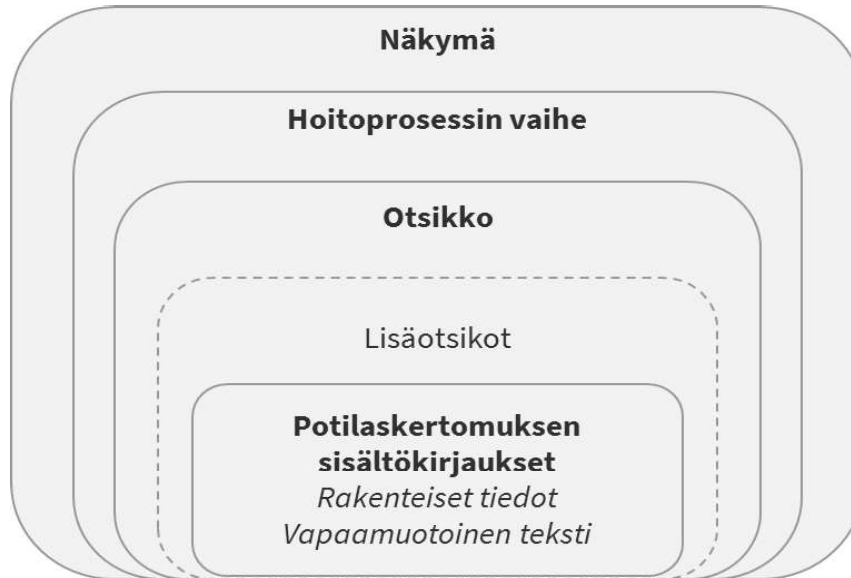 Näkymä
Hoitoprosessin vaihe
Otsikko
Lisäotsikot
Potilaskertomuksen
sisältökirjaukset
Rakenteiset tiedot
Vapaamuotoinen teksti